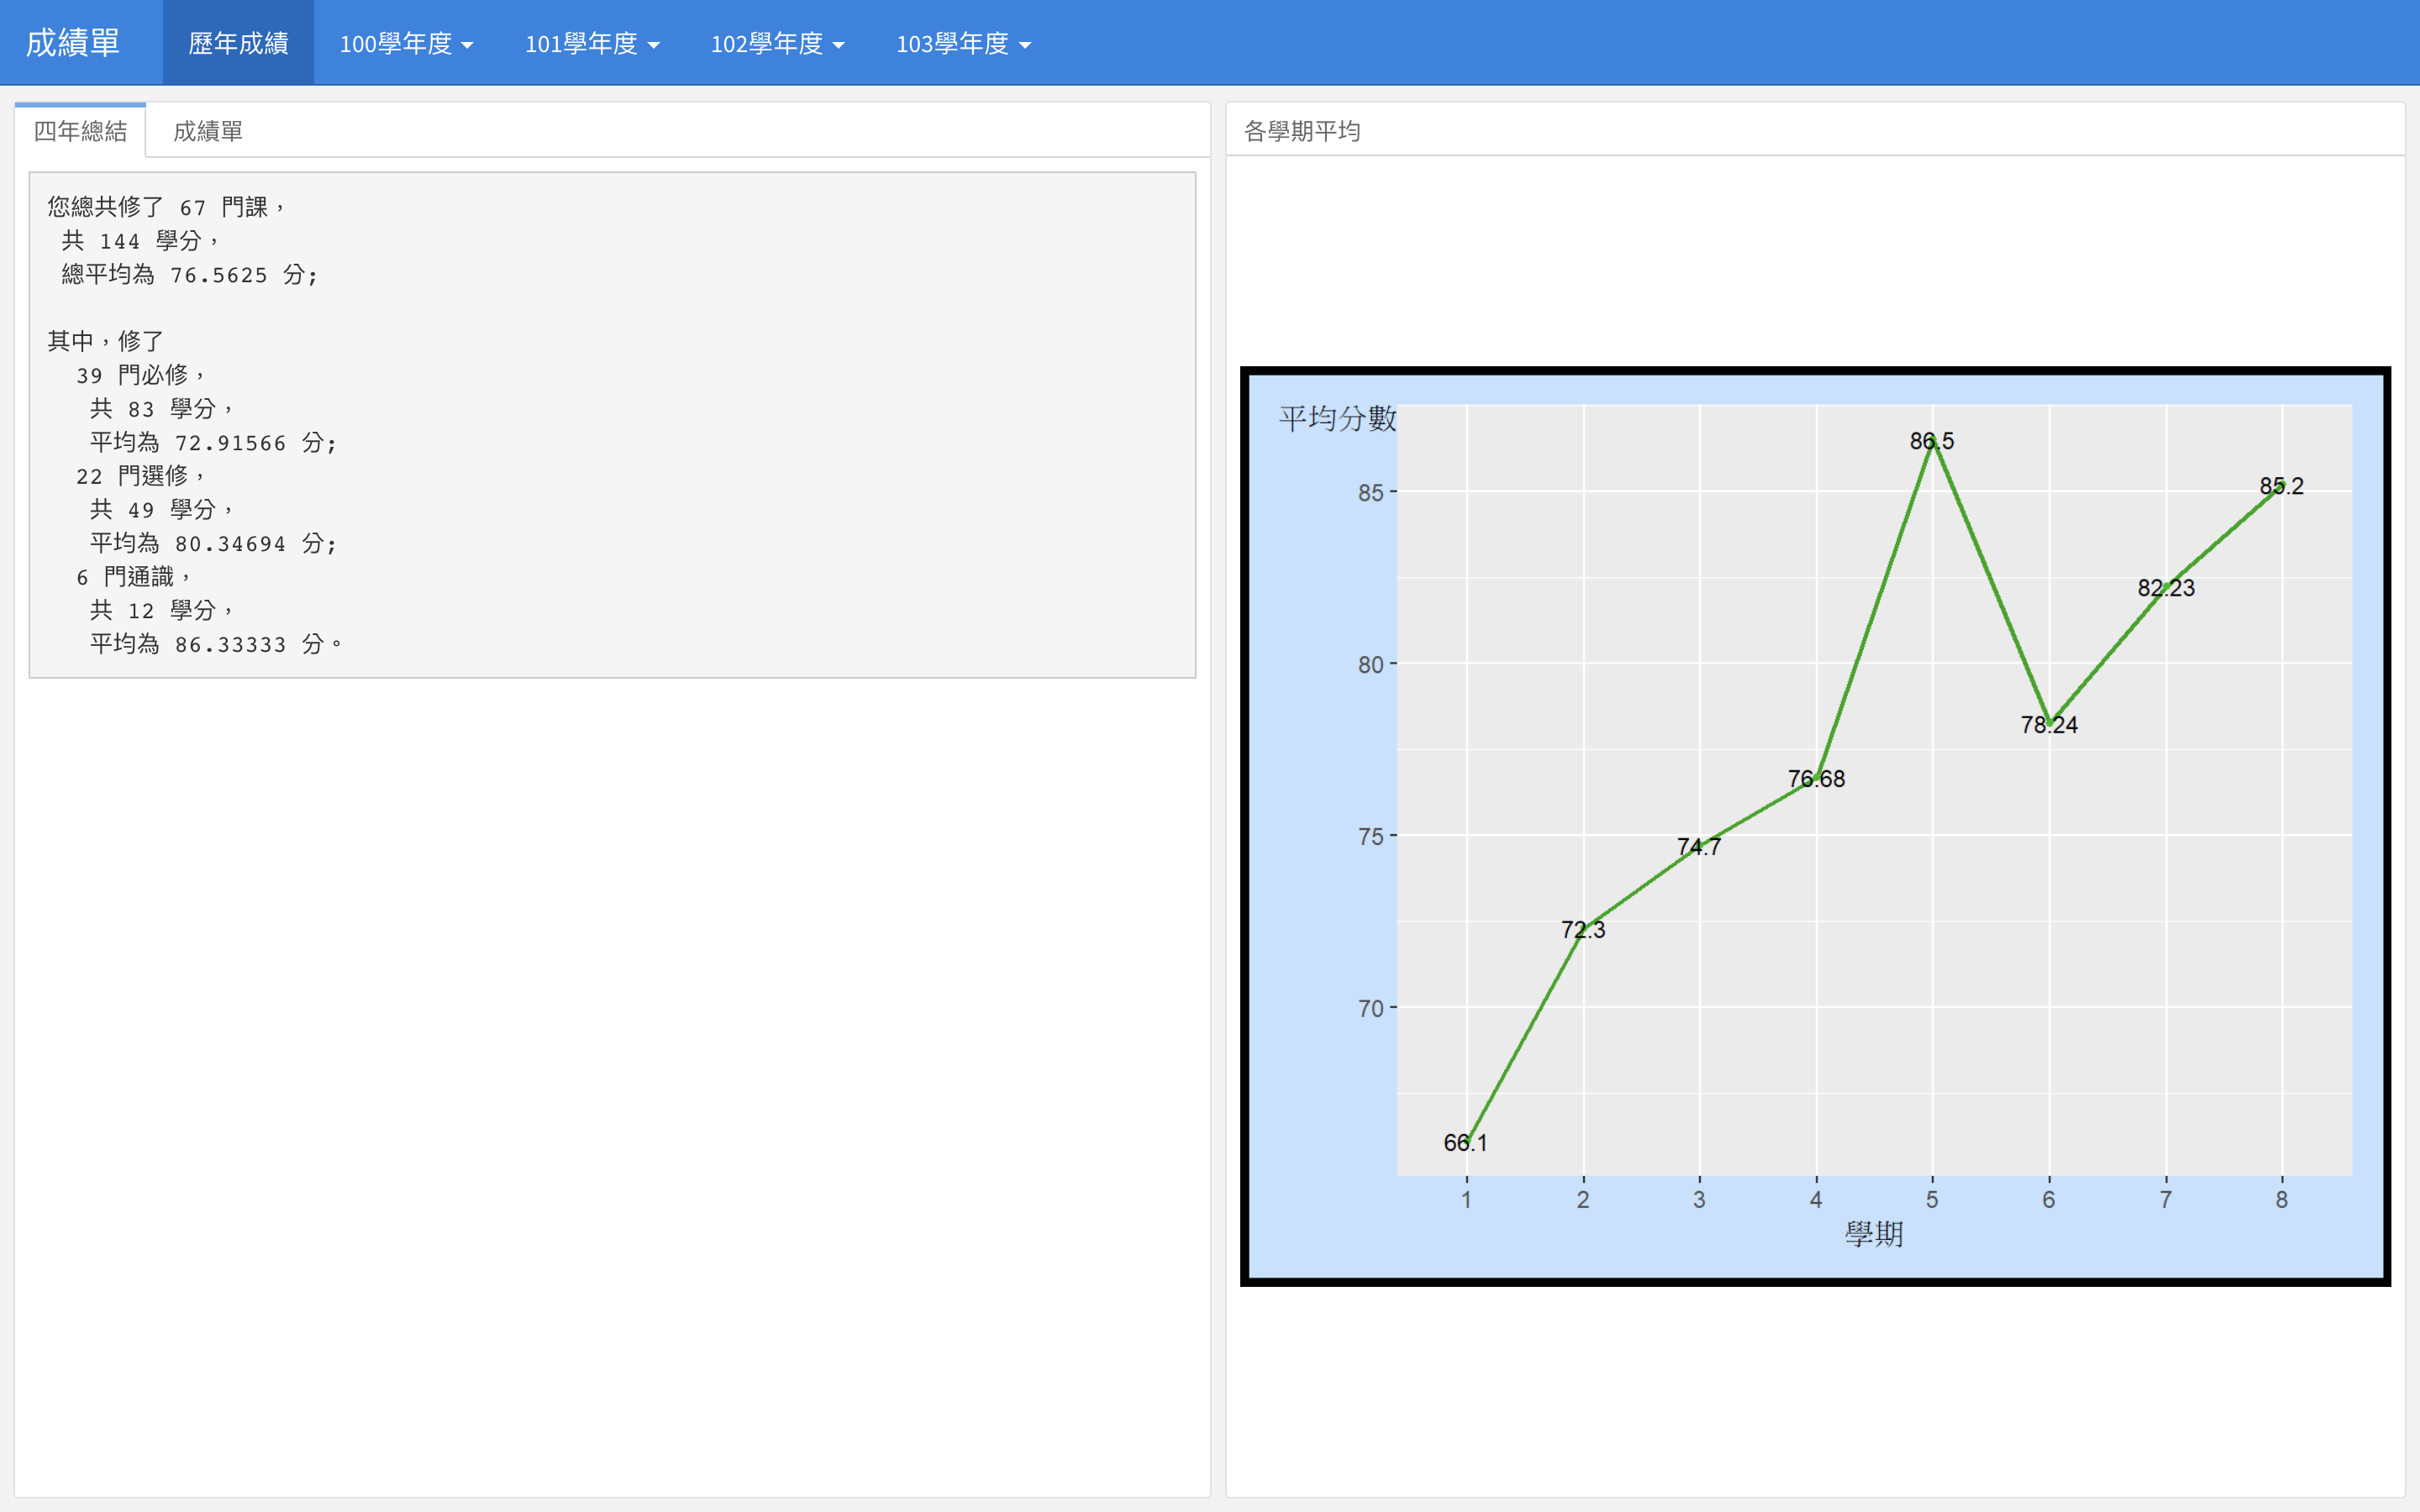 成績單 歷年成績 100學年度 101學年度 102學年度 103學年度
四年總結 成績單
您總共修了 67 門課，
共 144 學分，
總平均為 76.5625 分;
其中，修了
39 門必修，
共 83 學分，
平均為 72.91566 分;
22 門選修，
共 49 學分，
平均為 80.34694 分;
6 門通識，
共 12 學分，
平均為 86.33333 分。
各學期平均
平均分數
85
80
75
70
66.1
72.3
74.7
76.68
86.5
78.24
82.23
85.2
1 2 3 4 5 6 7 8
學期